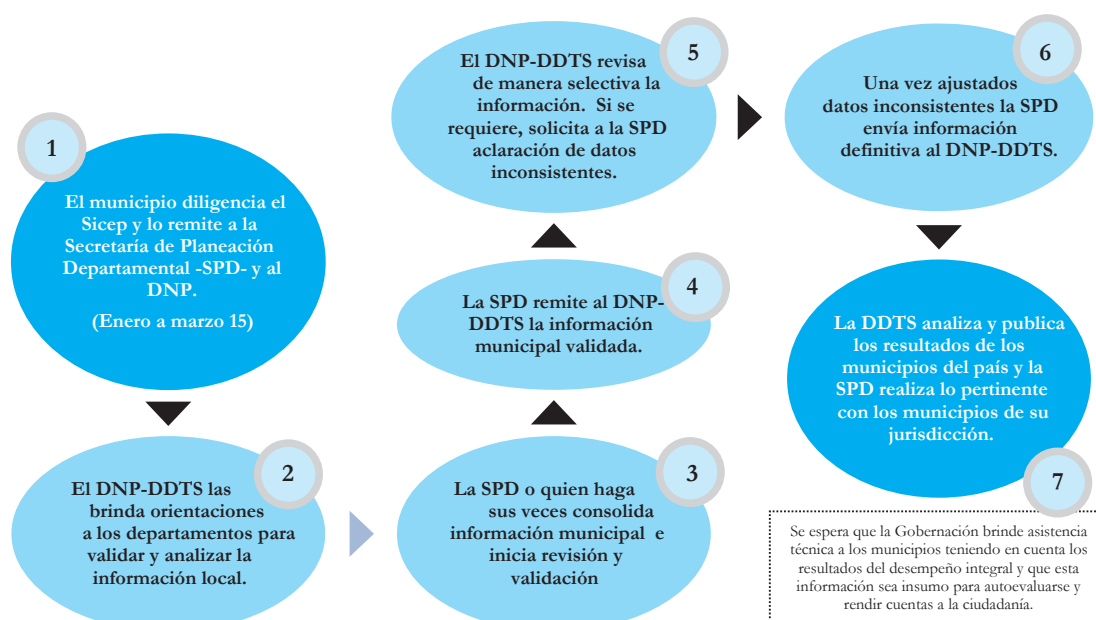 1
El municipio diligencia el
Sicep y lo remite a la
Secretaría de Planeación
Departamental -SPD- y al
DNP.
(Enero a marzo 15)
2
El DNP-DDTS las
brinda orientaciones
a los departamentos para
validar y analizar la
información local.
3
La SPD o quien haga
sus veces consolida
información municipal e
inicia revisión y
validación
4
La SPD remite al DNP-
DDTS la información
municipal validada.
5
El DNP-DDTS revisa
de manera selectiva la
información. Si se
requiere, solicita a la SPD
aclaración de datos
inconsistentes.
6
Una vez ajustados
datos inconsistentes la SPD
envía información
definitiva al DNP-DDTS.
La DDTS analiza y publica
los resultados de los
municipios del país y la
SPD realiza lo pertinente
con los municipios de su
jurisdicción.
7
Se espera que la Gobernación brinde asistencia
técnica a los municipios teniendo en cuenta los
resultados del desempeño integral y que esta
información sea insumo para autoevaluarse y
rendir cuentas a la ciudadanía.